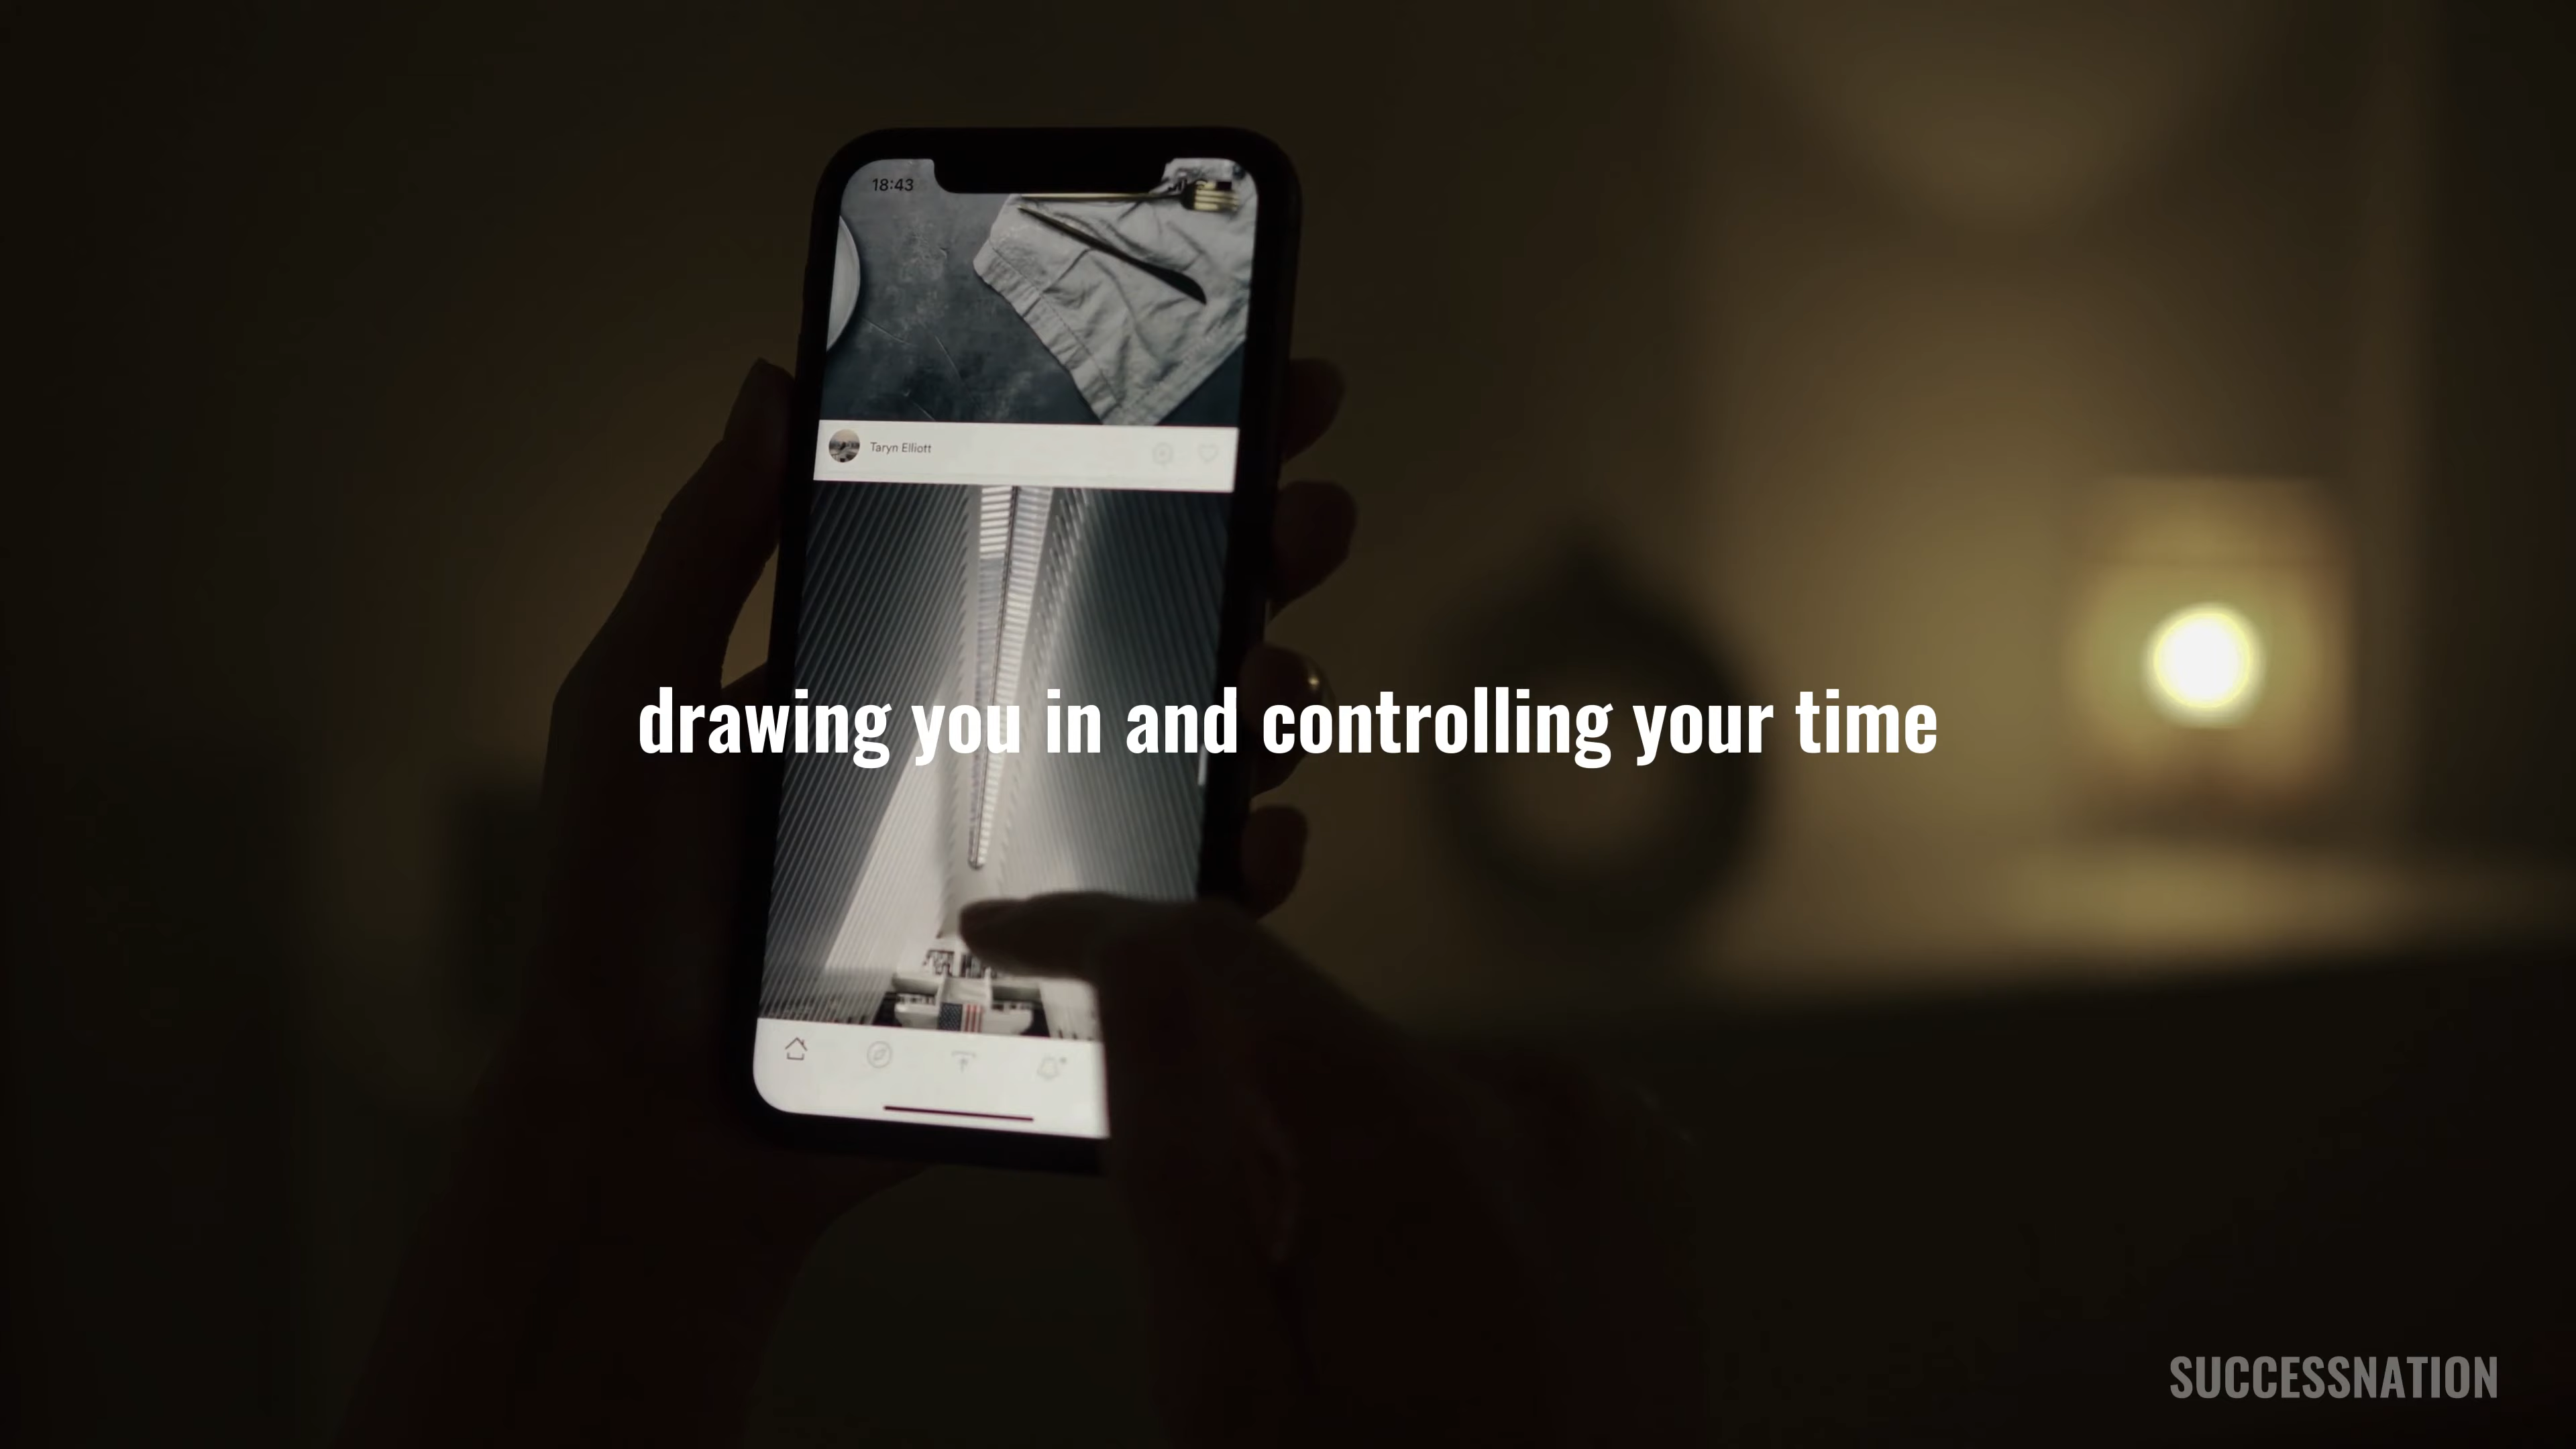 18:43
Taryn Elliott
drawing you in and controlling your time
SUCCESSNATION